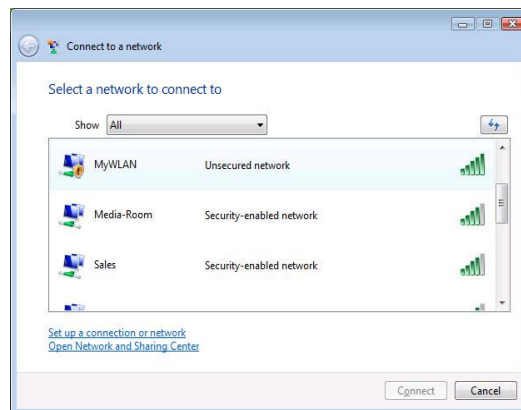 Connect to a network
Select a network to connect to
Show All
MyWLAN Unsecured network
Media-Room Security-enabled network
Sales Security-enabled network
Set up a connection or network
Open Network and Sharing Center
Connect Cancel